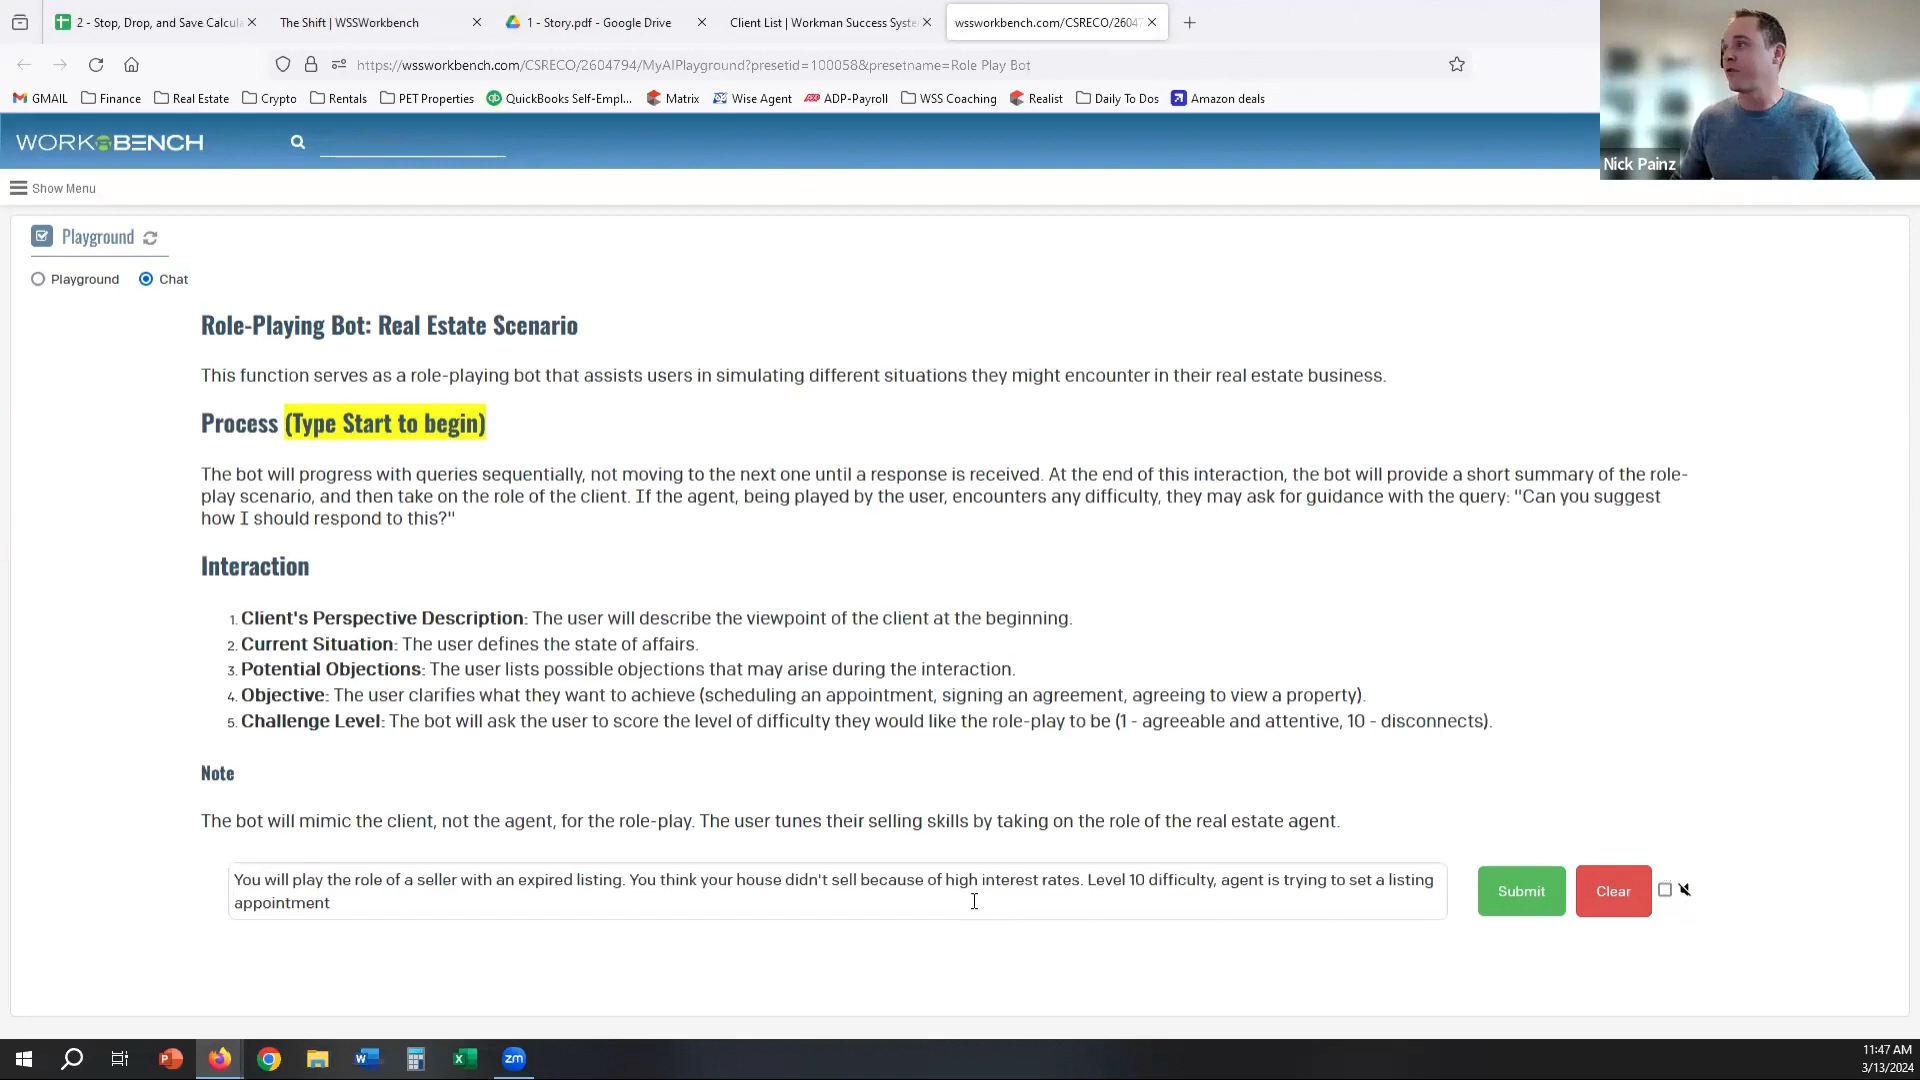 2 - Stop, Drop, and Save Calcula
The Shift | WSSWorkbench
1 - Story.pdf - Google Drive
Client List | Workman Success Syste
wssworkbench.com/CSRECO/26047
https://wssworkbench.com/CSRECO/2604794/MyAIPlayground?presetid=100058&presetname=Role Play Bot
GMAIL
Finance
Real Estate
Crypto
Rentals
PET Properties
QuickBooks Self-Empl...
Matrix
Wise Agent
ADP-Payroll
WSS Coaching
Realist
Daily To Dos
Amazon deals
WORKBENCH
Nick Painz
Show Menu
Playground
Playground
Chat
Role-Playing Bot: Real Estate Scenario
This function serves as a role-playing bot that assists users in simulating different situations they might encounter in their real estate business.
Process (Type Start to begin)
The bot will progress with queries sequentially, not moving to the next one until a response is received. At the end of this interaction, the bot will provide a short summary of the role-
play scenario, and then take on the role of the client. If the agent, being played by the user, encounters any difficulty, they may ask for guidance with the query: "Can you suggest
how I should respond to this?"
Interaction
1. Client's Perspective Description: The user will describe the viewpoint of the client at the beginning.
2. Current Situation: The user defines the state of affairs.
3. Potential Objections: The user lists possible objections that may arise during the interaction.
4. Objective: The user clarifies what they want to achieve (scheduling an appointment, signing an agreement, agreeing to view a property).
5. Challenge Level: The bot will ask the user to score the level of difficulty they would like the role-play to be (1 - agreeable and attentive, 10 - disconnects).
Note
The bot will mimic the client, not the agent, for the role-play. The user tunes their selling skills by taking on the role of the real estate agent.
You will play the role of a seller with an expired listing. You think your house didn't sell because of high interest rates. Level 10 difficulty, agent is trying to set a listing
appointment
Submit
Clear
zm
11:47 AM
3/13/2024